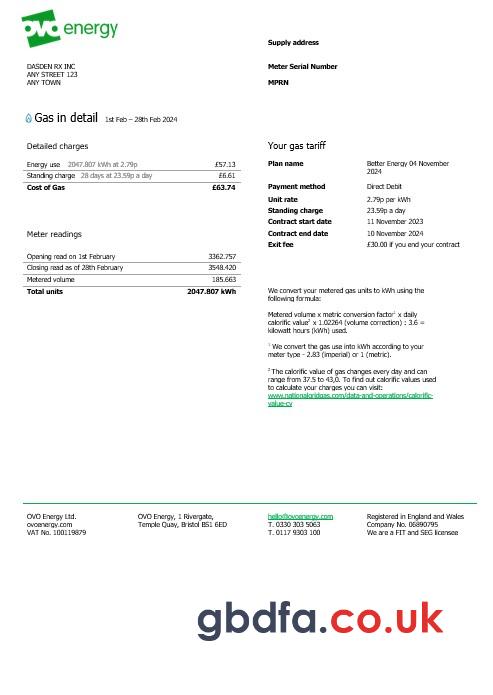 OVO energy
Supply address
DASDEN RX INC
ANY STREET 123
ANY TOWN
Meter Serial Number
MPRN
Gas in detail 1st Feb – 28th Feb 2024
Detailed charges
Energy use 2047.807 kWh at 2.79p £57.13
Standing charge 28 days at 23.59p a day £6.61
Cost of Gas £63.74
Meter readings
Opening read on 1st February 3362.757
Closing read as of 28th February 3548.420
Metered volume 185.663
Total units 2047.807 kWh
Your gas tariff
Plan name Better Energy 04 November
2024
Payment method Direct Debit
Unit rate 2.79p per kWh
Standing charge 23.59p a day
Contract start date 11 November 2023
Contract end date 10 November 2024
Exit fee £30.00 if you end your contract
We convert your metered gas units to kWh using the
following formula:
Metered volume x metric conversion factor¹ x daily
calorific value² x 1.02264 (volume correction) : 3.6 =
kilowatt hours (kWh) used.
¹ We convert the gas use into kWh according to your
meter type - 2.83 (imperial) or 1 (metric).
² The calorific value of gas changes every day and can
range from 37.5 to 43,0. To find out calorific values used
to calculate your charges you can visit:
www.nationalgridgas.com/data-and-operations/calorific-
value-cv
OVO Energy Ltd.
ovoenergy.com
VAT No. 100119879
OVO Energy, 1 Rivergate,
Temple Quay, Bristol BS1 6ED
hello@ovoenergy.com
T. 0330 303 5063
T. 0117 9303 100
Registered in England and Wales
Company No. 06890795
We are a FIT and SEG licensee
gbdfa.co.uk